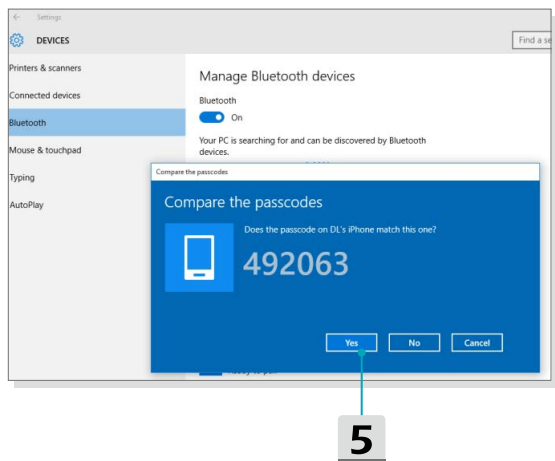 Settings
DEVICES
Find a se
Printers & scanners
Connected devices
Bluetooth
Mouse & touchpad
Typing
AutoPlay
Manage Bluetooth devices
Bluetooth
On
Your PC is searching for and can be discovered by Bluetooth
devices.
Compare the passcodes
Compare the passcodes
Does the passcode on DL's iPhone match this one?
492063
Yes No Cancel
5